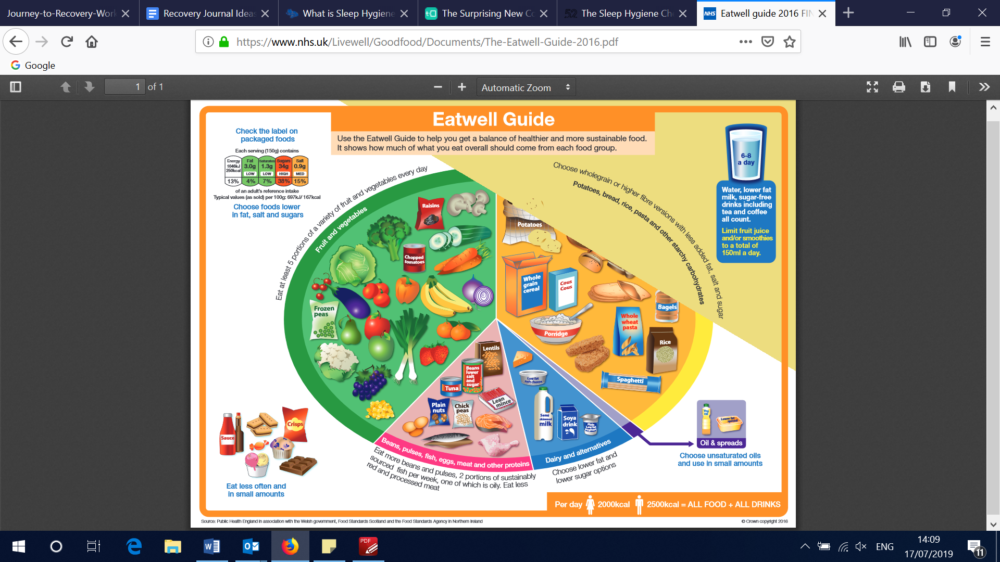 Journey-to-Recovery-Work
Recovery Journal Ideas
What is Sleep Hygiene
The Surprising New Co
The Sleep Hygiene Che
NHS
Eatwell guide 2016 FIN
https://www.nhs.uk/Livewell/Goodfood/Documents/The-Eatwell-Guide-2016.pdf
Google
1 of 1
Automatic Zoom
Eatwell Guide
Use the Eatwell Guide to help you get a balance of healthier and more sustainable food.
It shows how much of what you eat overall should come from each food group.
Check the label on
packaged foods
Each serving (150g) contains
Energy
1046kJ
250kcal
13%
Fat
3.0g
LOW
4%
Saturates
1.3g
LOW
7%
Sugars
34g
HIGH
38%
Salt
0.9g
MED
15%
of an adult's reference intake
Typical values (as sold) per 100g: 697kJ/ 167kcal
Choose foods lower
in fat, salt and sugars
6-8
a day
Water, lower fat
milk, sugar-free
drinks including
tea and coffee
all count.
Limit fruit juice
and/or smoothies
to a total of
150ml a day.
Eat at least 5 portions of a variety of fruit and vegetables every day
Fruit and vegetables
Raisins
Chopped
tomatoes
Frozen
peas
Choose wholegrain or higher fibre versions with less added fat, salt and sugar
Potatoes, bread, rice, pasta and other starchy carbohydrates
Potatoes
Whole
grain
cereal
Cous
Cous
Porridge
Bagels
Whole
wheat
pasta
Rice
Spaghetti
Lentils
Beans
lower
salt
and
sugar
Tuna
Plain
nuts
Chick
peas
Lean
mince
Beans, pulses, fish, eggs, meat and other proteins
Eat more beans and pulses, 2 portions of sustainably
sourced fish per week, one of which is oily. Eat less
red and processed meat
Low fat
soft cheese
Semi
skimmed
milk
Soya
drink
Plain
Low fat
yoghurt
Dairy and alternatives
Choose lower fat and
lower sugar options
Veg
Oil
Lower fat
spread
Oil & spreads
Choose unsaturated oils
and use in small amounts
Sauce
Crisps
Eat less often and
in small amounts
Per day 2000kcal 2500kcal = ALL FOOD + ALL DRINKS
Source: Public Health England in association with the Welsh government, Food Standards Scotland and the Food Standards Agency in Northern Ireland
© Crown copyright 2016
PDF
ENG
14:09
17/07/2019
11